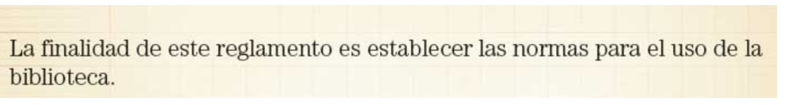 La finalidad de este reglamento es establecer las normas para el uso de la
biblioteca.